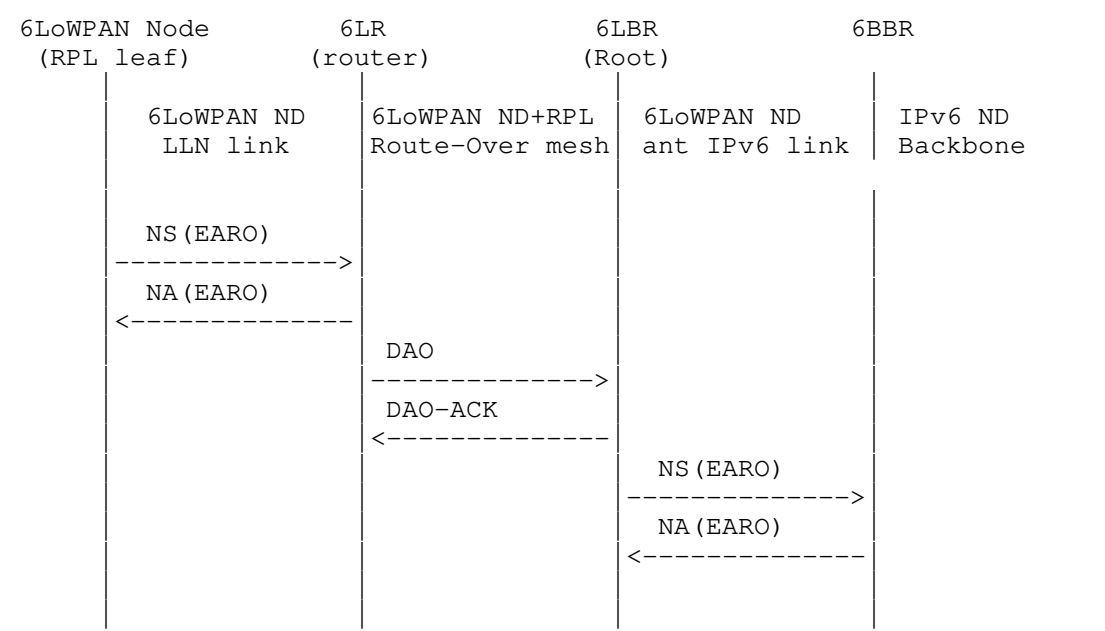 6LoWPAN Node 6LR 6LBR 6BBR
(RPL leaf) (router) (Root)
6LoWPAN ND 6LoWPAN ND+RPL 6LoWPAN ND IPv6 ND
LLN link Route-Over mesh ant IPv6 link Backbone
NS(EARO)
NA(EARO)
DAO
DAO-ACK
NS(EARO)
NA(EARO)